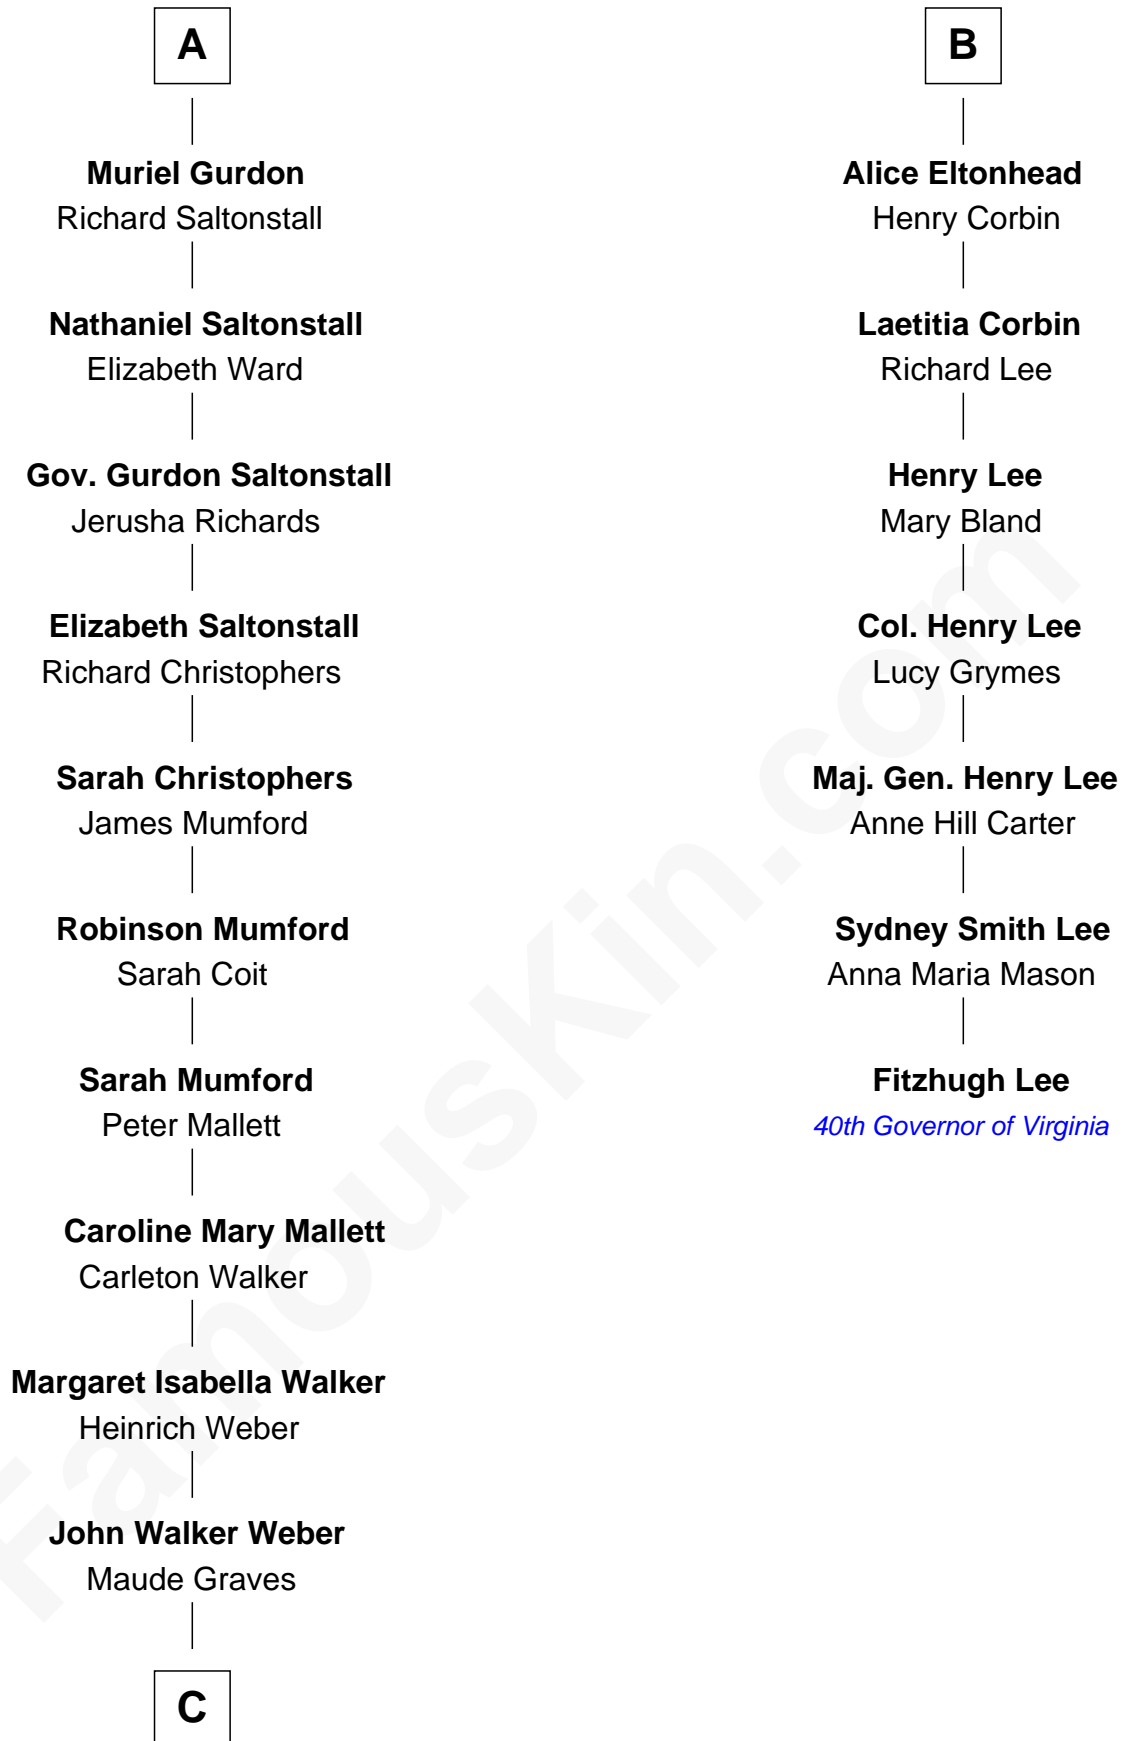 A
Muriel Gurdon
Richard Saltonstall
Nathaniel Saltonstall
Elizabeth Ward
Gov. Gurdon Saltonstall
Jerusha Richards
Elizabeth Saltonstall
Richard Christophers
Sarah Christophers
James Mumford
Robinson Mumford
Sarah Coit
Sarah Mumford
Peter Mallett
Caroline Mary Mallett
Carleton Walker
Margaret Isabella Walker
Heinrich Weber
John Walker Weber
Maude Graves
C
B
Alice Eltonhead
Henry Corbin
Laetitia Corbin
Richard Lee
Henry Lee
Mary Bland
Col. Henry Lee
Lucy Grymes
Maj. Gen. Henry Lee
Anne Hill Carter
Sydney Smith Lee
Anna Maria Mason
Fitzhugh Lee
40th Governor of Virginia
FamousKin.com